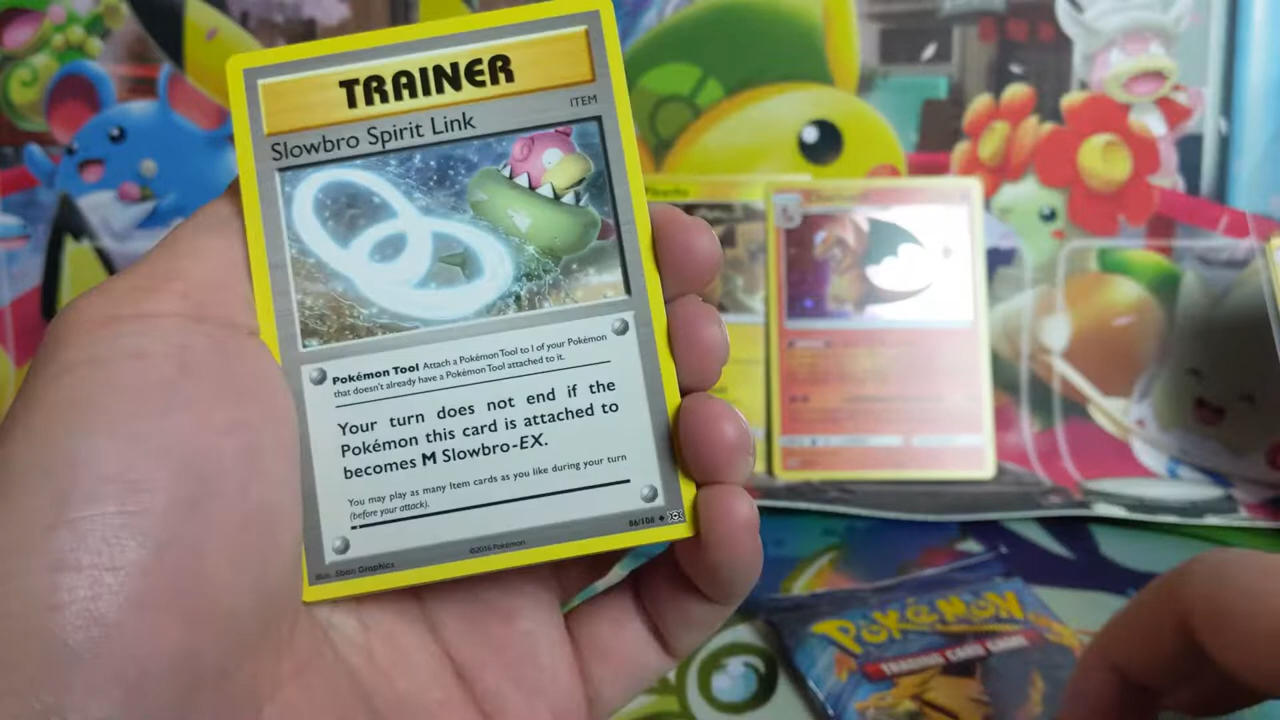 TRAINER
ITEM
Slowbro Spirit Link
Pokémon Tool Attach a Pokémon Tool to 1 of your Pokémon
that doesn't already have a Pokémon Tool attached to it.
Your turn does not end if the
Pokémon this card is attached to
becomes M Slowbro-EX.
You may play as many Item cards as you like during your turn
(before your attack).
86/108
©2016 Pokémon
Illus. 5ban Graphics
POKéMON
TRADING CARD GAME